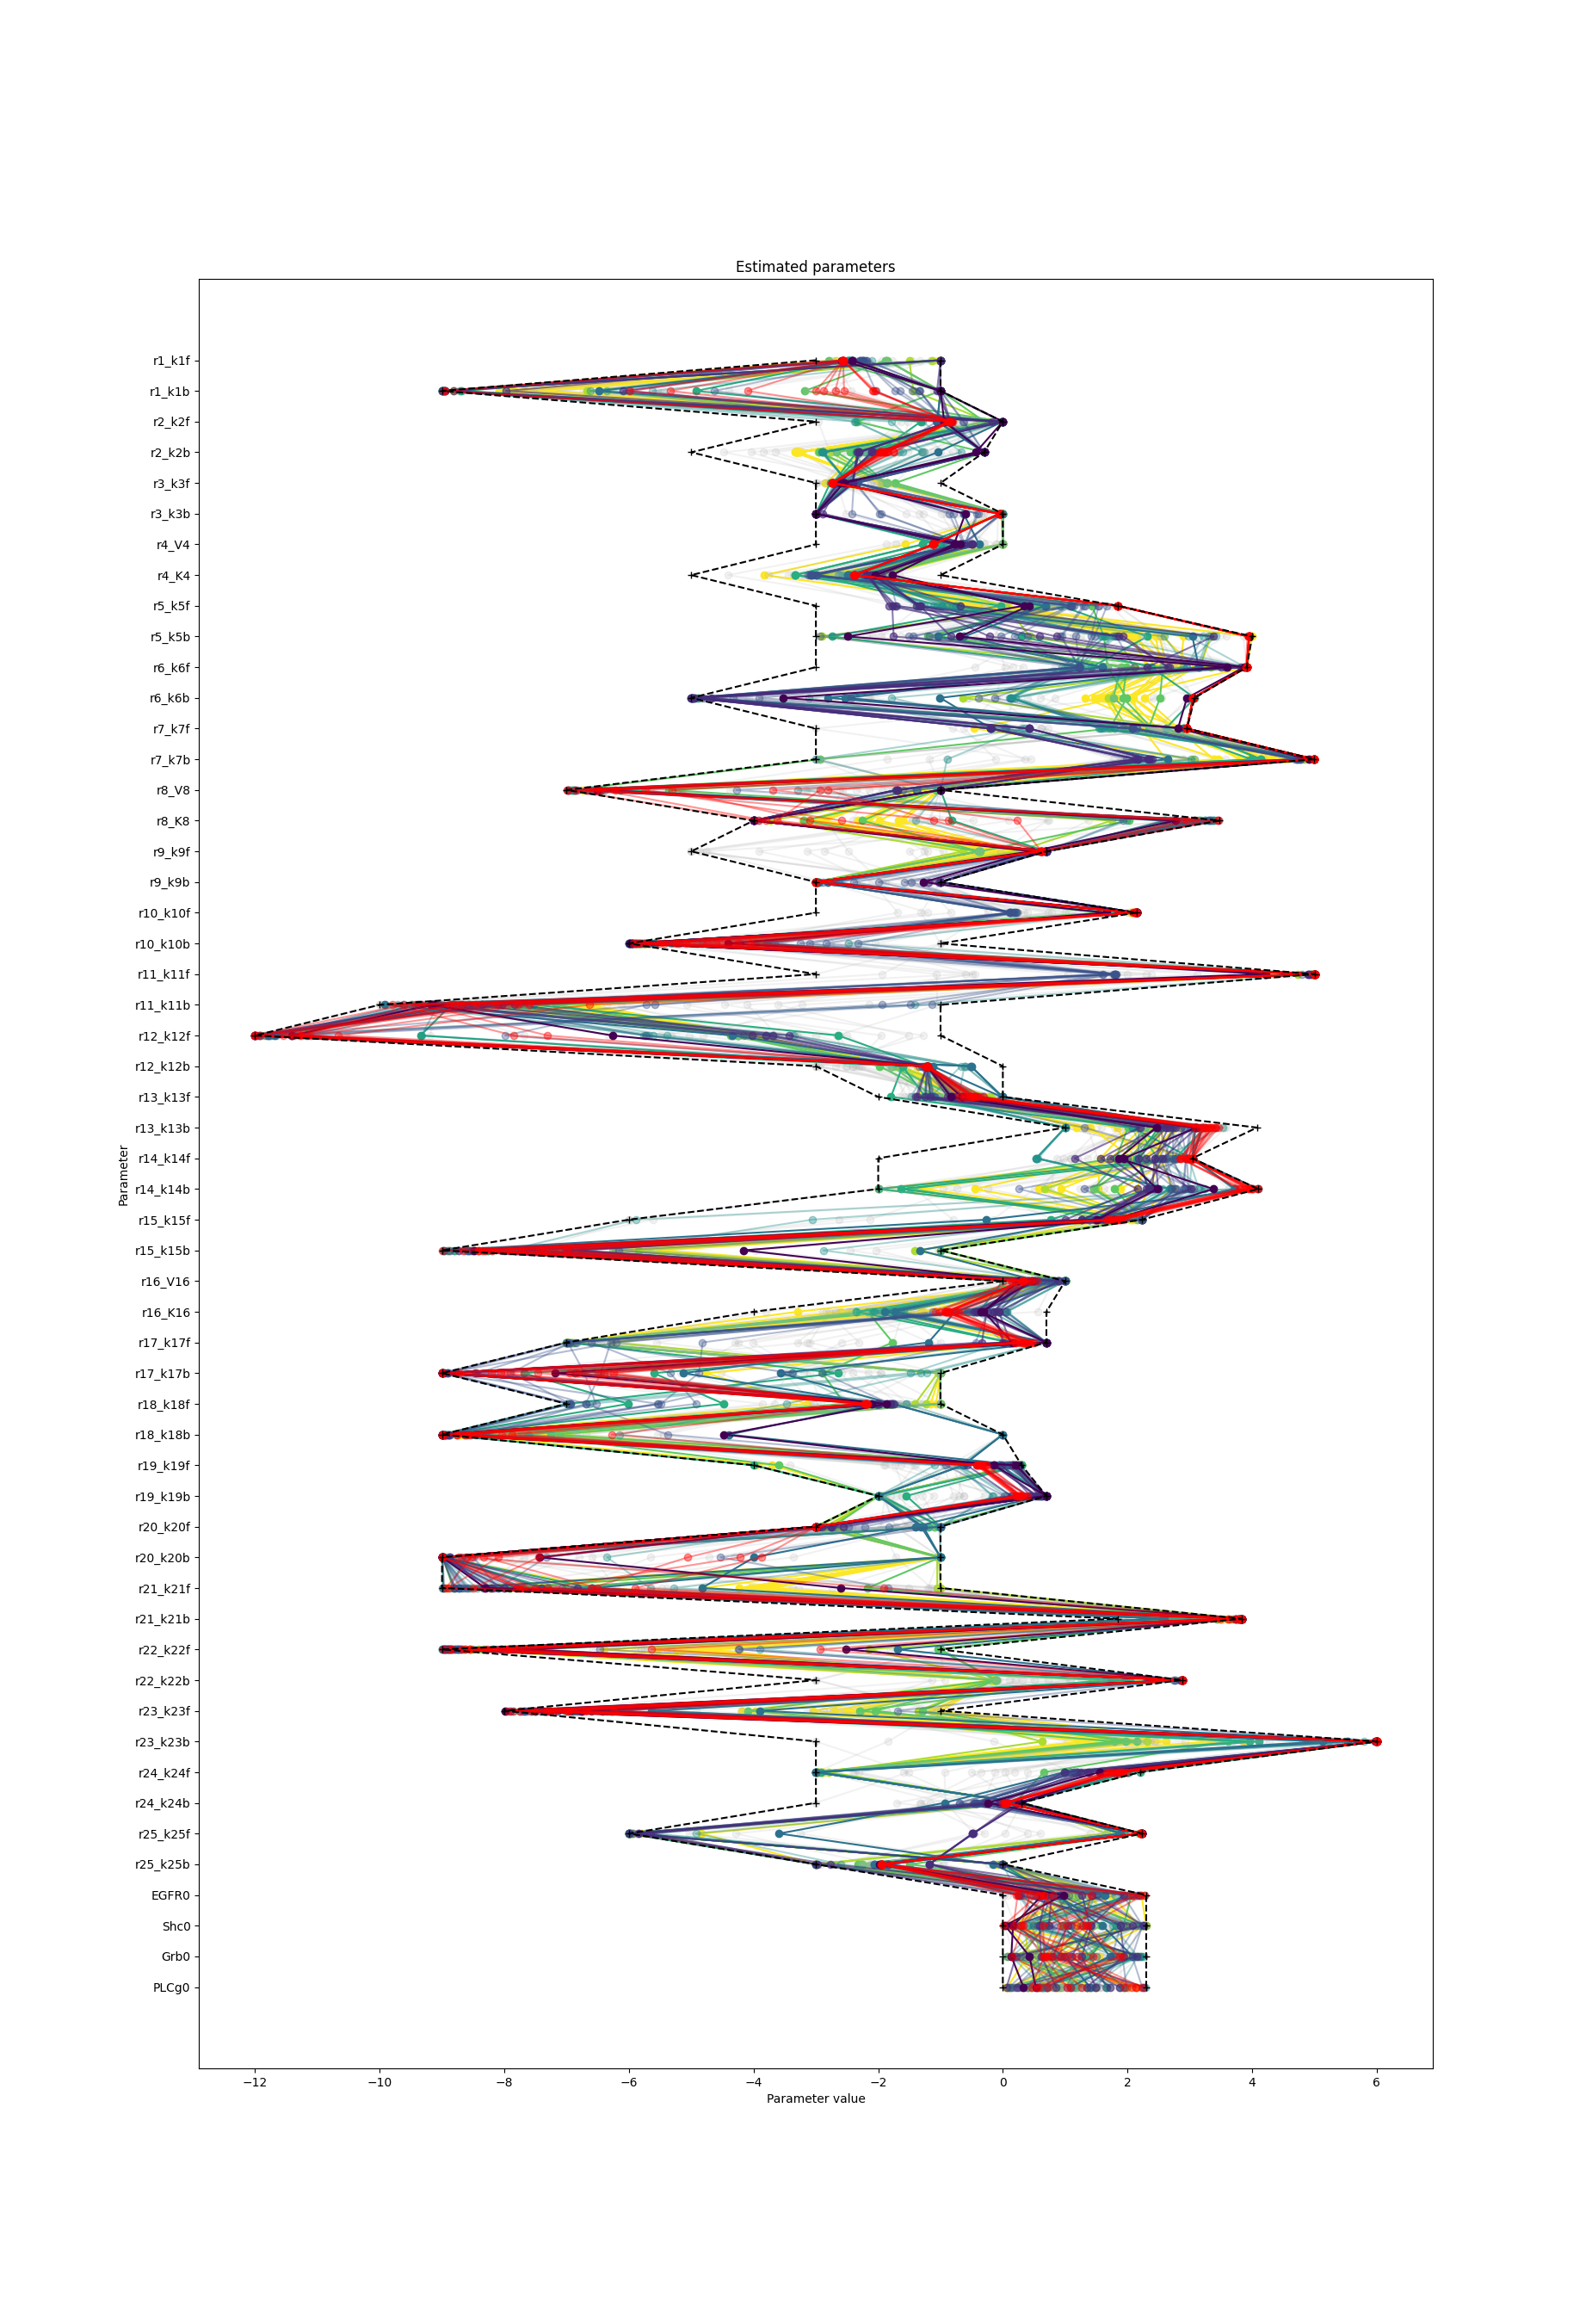 Estimated parameters
r1_k1f
r1_k1b
r2_k2f
r2_k2b
r3_k3f
r3_k3b
r4_V4
r4_K4
r5_k5f
r5_k5b
r6_k6f
r6_k6b
r7_k7f
r7_k7b
r8_V8
r8_K8
r9_k9f
r9_k9b
r10_k10f
r10_k10b
r11_k11f
r11_k11b
r12_k12f
r12_k12b
r13_k13f
r13_k13b
r14_k14f
r14_k14b
r15_k15f
r15_k15b
r16_V16
r16_K16
r17_k17f
r17_k17b
r18_k18f
r18_k18b
r19_k19f
r19_k19b
r20_k20f
r20_k20b
r21_k21f
r21_k21b
r22_k22f
r22_k22b
r23_k23f
r23_k23b
r24_k24f
r24_k24b
r25_k25f
r25_k25b
EGFR0
Shc0
Grb0
PLCg0
Parameter
−12 −10 −8 −6 −4 −2 0 2 4 6
Parameter value